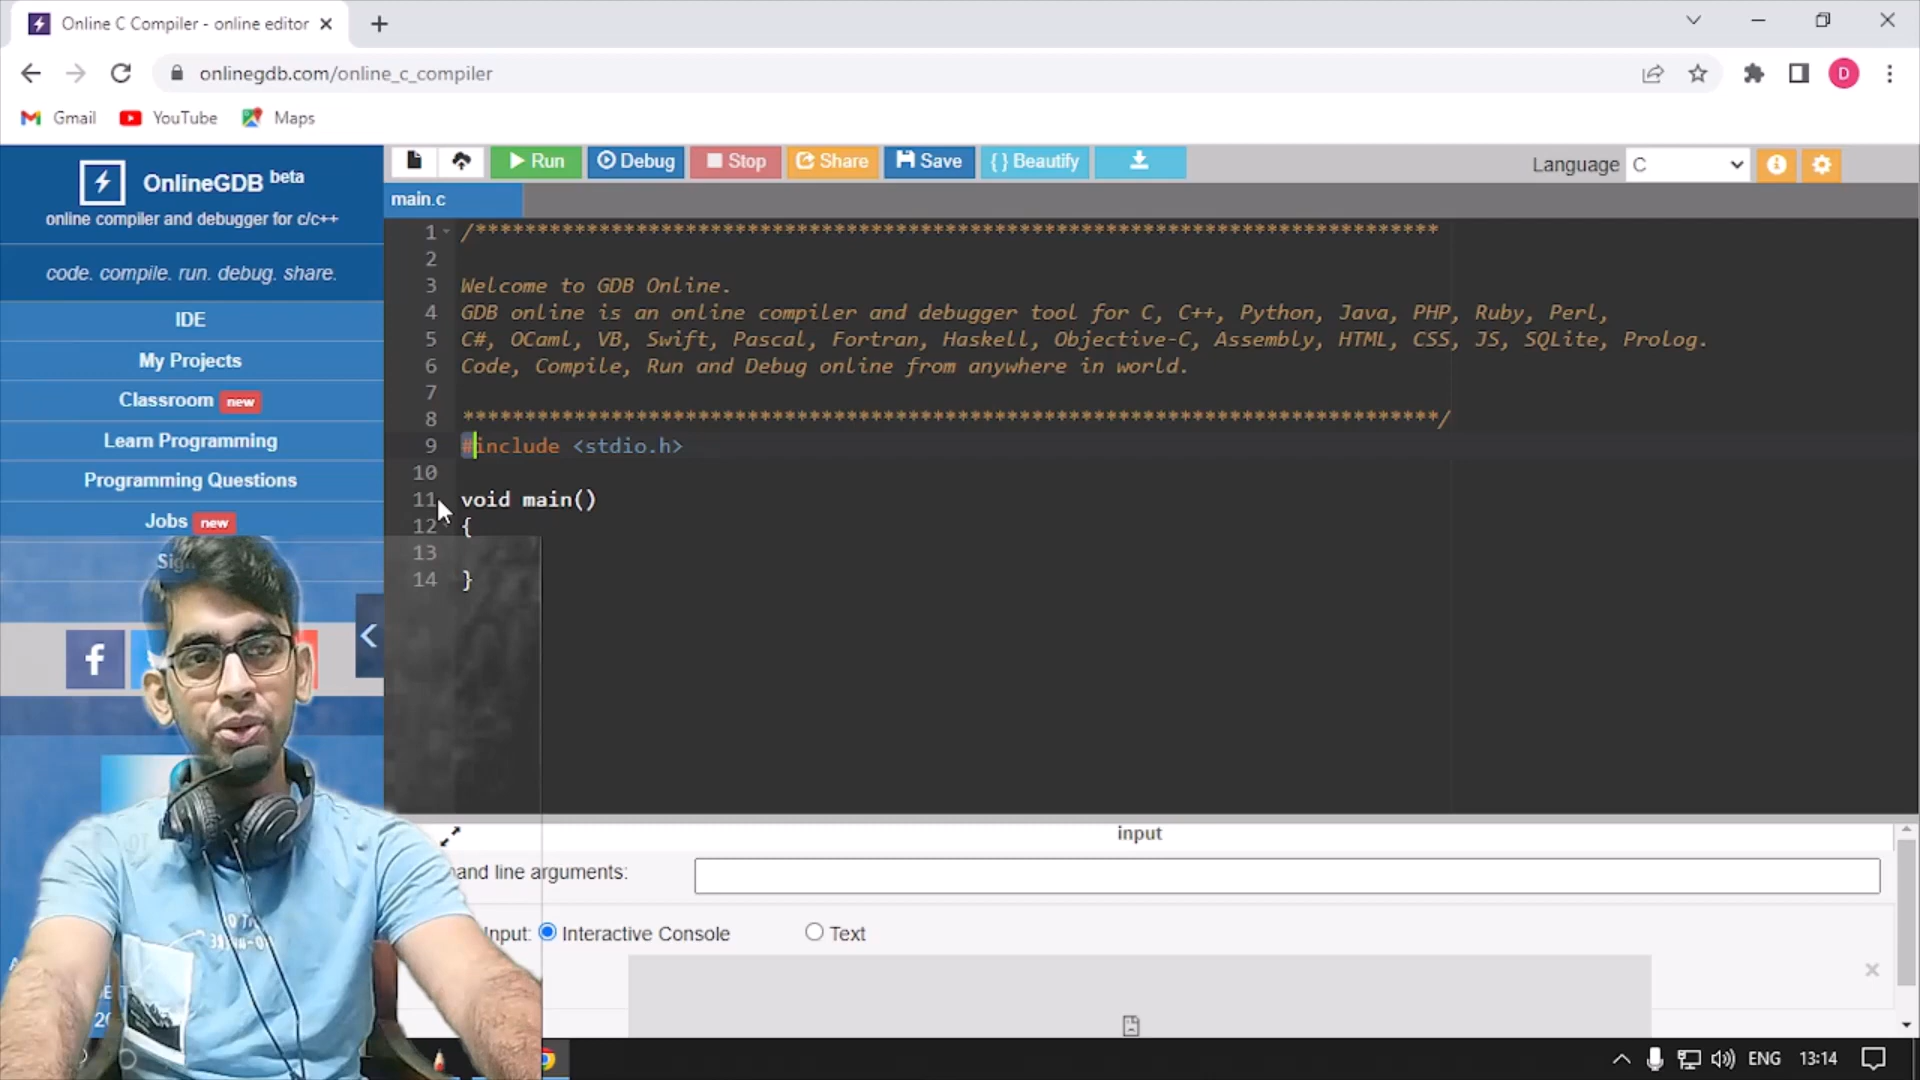 Online C Compiler - online editor
onlinegdb.com/online_c_compiler
D
Gmail YouTube Maps
OnlineGDB beta
online compiler and debugger for c/c++
code. compile. run. debug. share.
IDE
My Projects
Classroom new
Learn Programming
Programming Questions
Jobs new
Run Debug Stop Share Save {} Beautify
Language C
main.c
1 /******************************************************************************
2
3 Welcome to GDB Online.
4 GDB online is an online compiler and debugger tool for C, C++, Python, Java, PHP, Ruby, Perl,
5 C#, OCaml, VB, Swift, Pascal, Fortran, Haskell, Objective-C, Assembly, HTML, CSS, JS, SQLite, Prolog.
6 Code, Compile, Run and Debug online from anywhere in world.
7
8 *******************************************************************************/
9 #include <stdio.h>
10
11 void main()
12 {
13
14 }
input
line arguments:
Input: Interactive Console Text
ENG 13:14